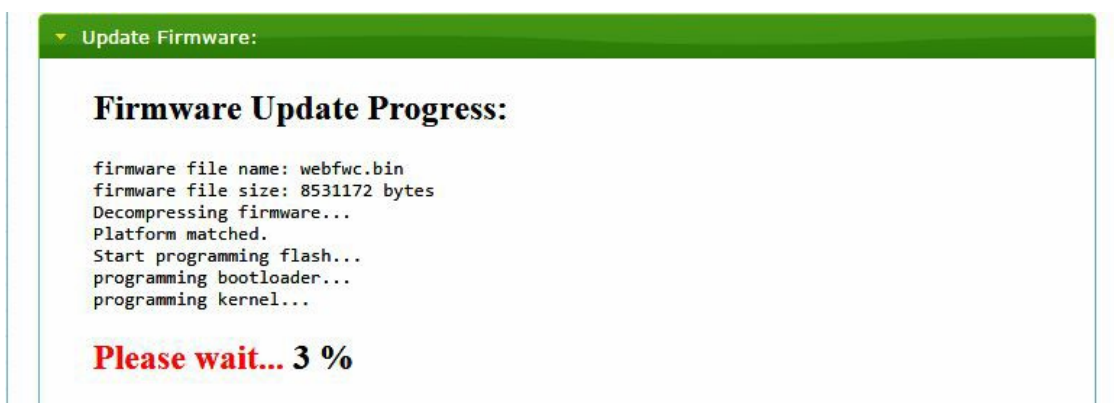 Update Firmware:
Firmware Update Progress:
firmware file name: webfwc.bin
firmware file size: 8531172 bytes
Decompressing firmware...
Platform matched.
Start programming flash...
programming bootloader...
programming kernel...
Please wait... 3 %